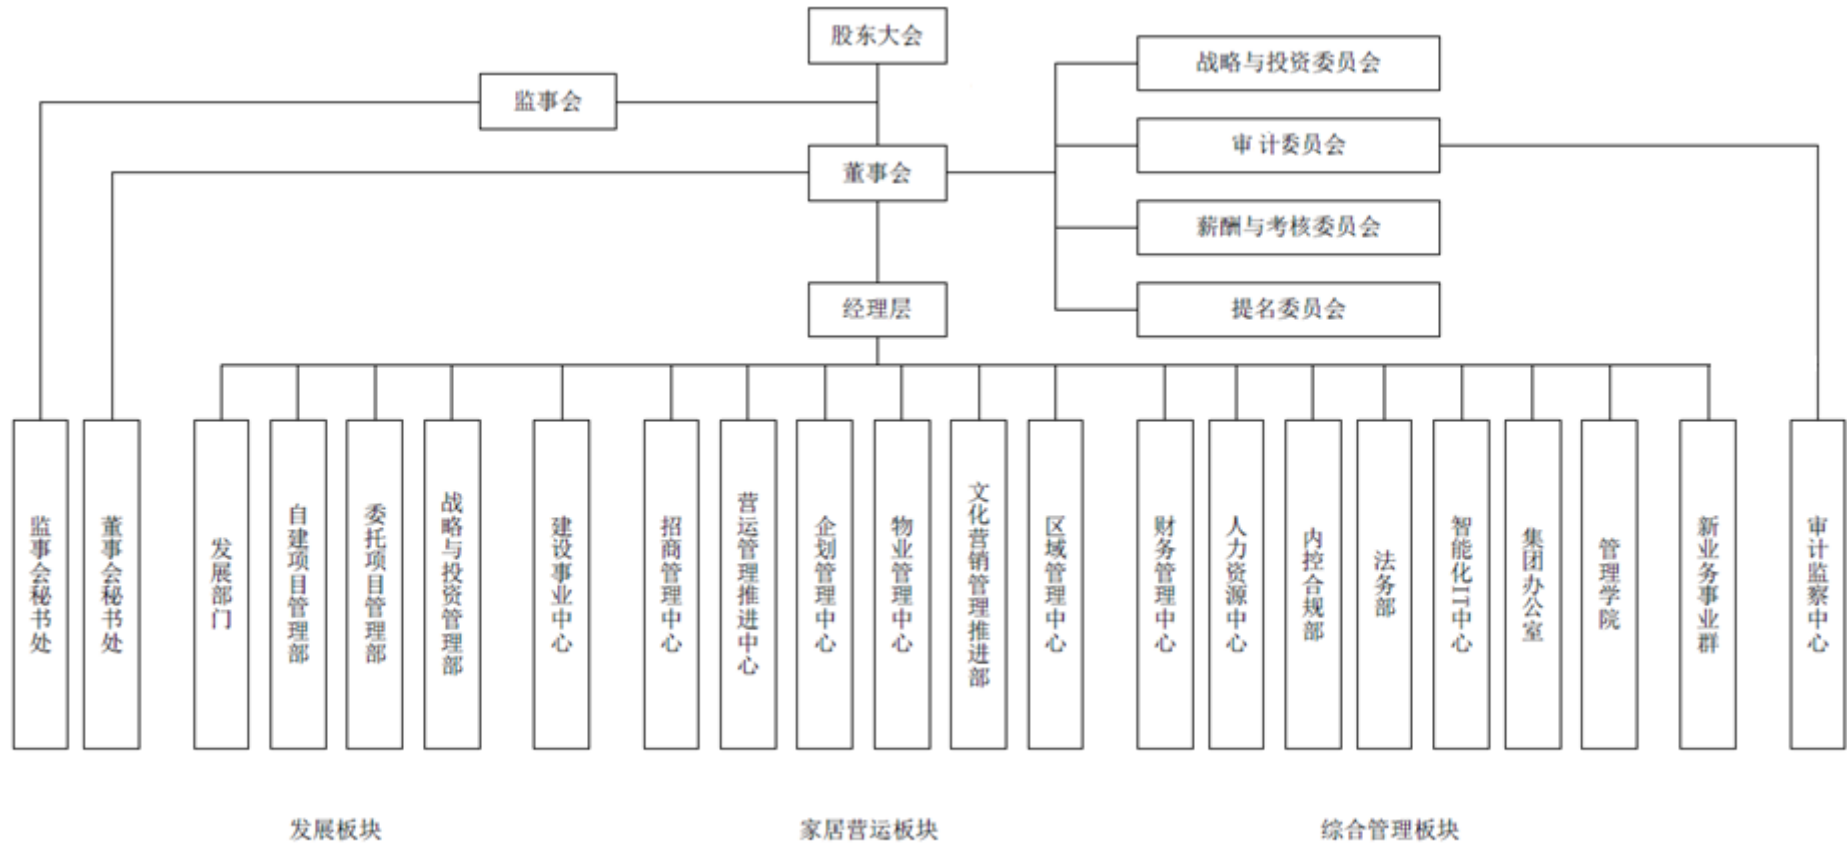 股东大会
战略与投资委员会
监事会
审计委员会
董事会
薪酬与考核委员会
经理层
提名委员会
监事会秘书处
董事会秘书处
发展部门
自建项目管理部
委托项目管理部
战略与投资管理部
建设事业中心
招商管理中心
营运管理推进中心
企划管理中心
物业管理中心
文化营销管理推进部
区域管理中心
财务管理中心
人力资源中心
内控合规部
法务部
智能化IT中心
集团办公室
管理学院
新业务事业群
审计监察中心
发展板块
家居营运板块
综合管理板块